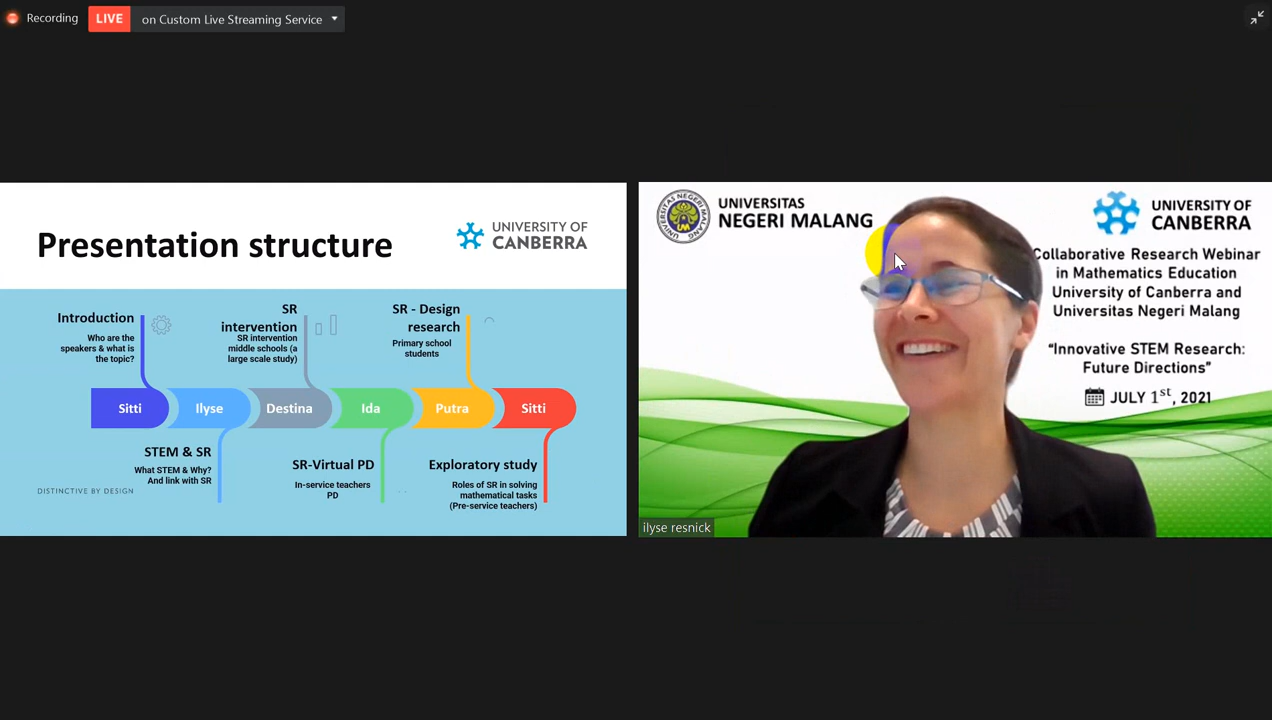 Recording
LIVE
on Custom Live Streaming Service
Presentation structure
UNIVERSITY OF
CANBERRA
Introduction
Who are the
speakers & what is
the topic?
SR
intervention
SR intervention
middle schools (a
large scale study)
SR - Design
research
Primary school
students
Sitti
Ilyse
Destina
Ida
Putra
Sitti
STEM & SR
What STEM & Why?
And link with SR
SR-Virtual PD
In-service teachers
PD
Exploratory study
Roles of SR in solving
mathematical tasks
(Pre-service teachers)
DISTINCTIVE BY DESIGN
UNIVERSITAS NEGERI MALANG
UM
UNIVERSITAS
NEGERI MALANG
UNIVERSITY OF
CANBERRA
Collaborative Research Webinar
in Mathematics Education
University of Canberra and
Universitas Negeri Malang
“Innovative STEM Research:
Future Directions”
JULY 1st, 2021
ilyse resnick